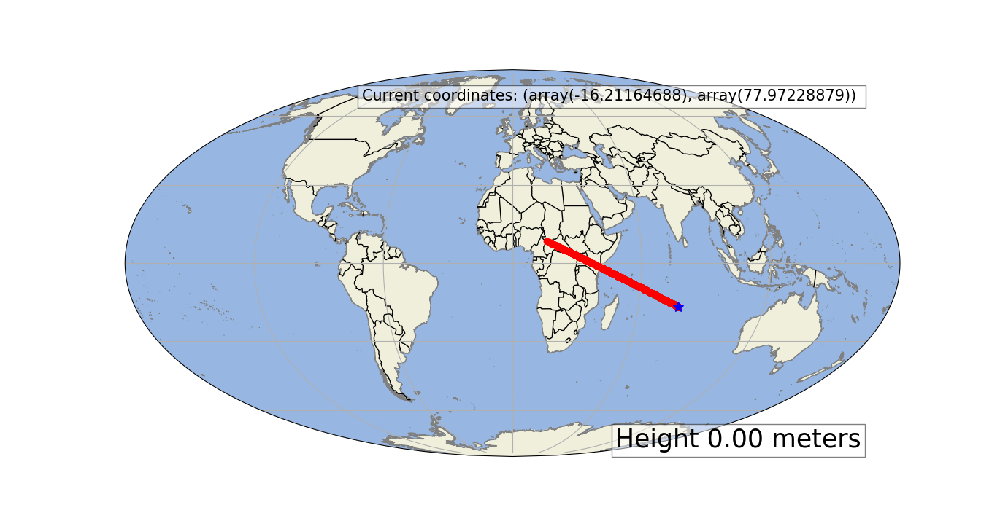 Current coordinates: (array(-16.21164688), array(77.97228879))
Height 0.00 meters